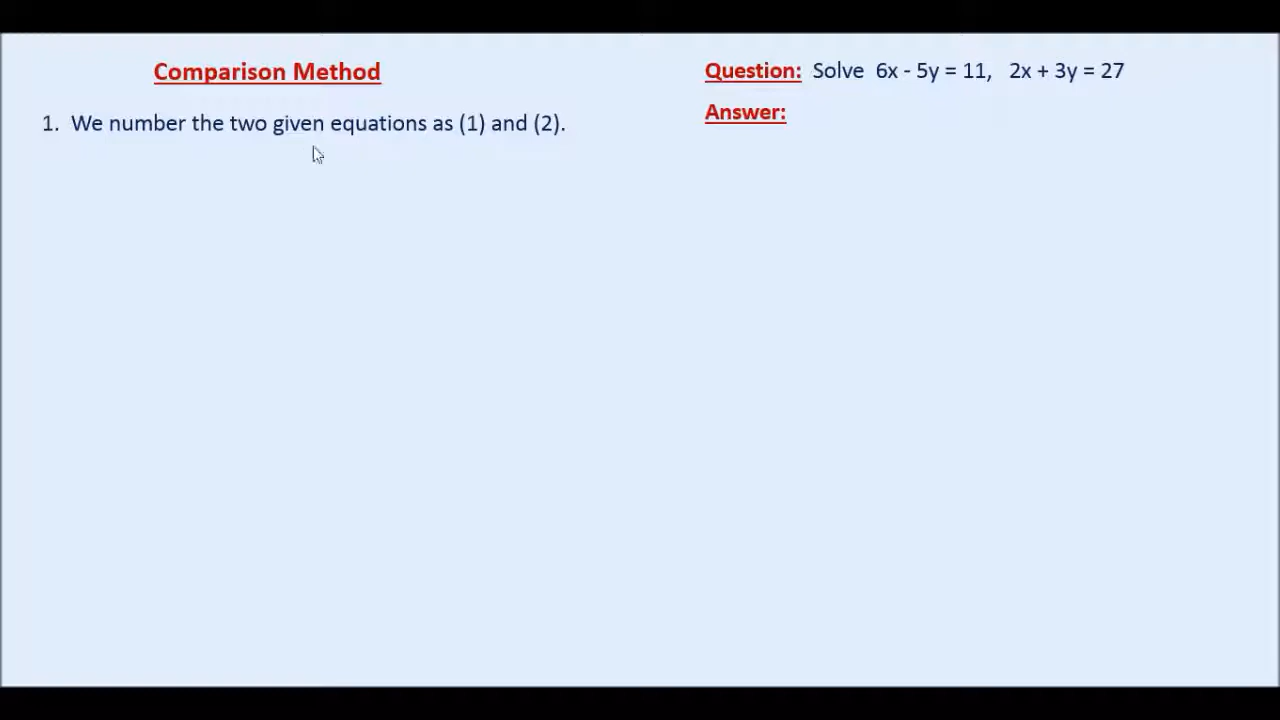 Comparison Method
1. We number the two given equations as (1) and (2).
Question: Solve 6x - 5y = 11, 2x + 3y = 27
Answer: